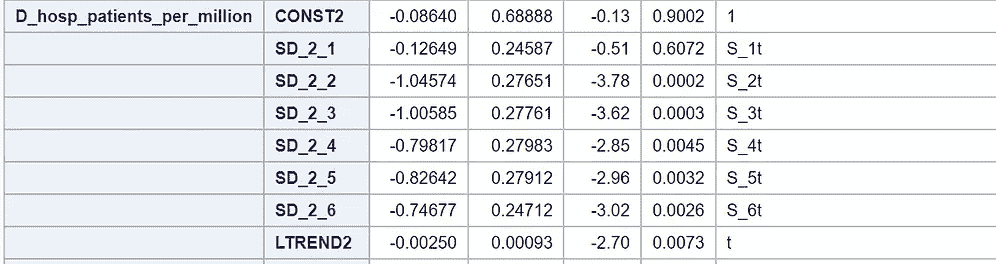 D_hosp_patients_per_million CONST2 -0.08640 0.68888 -0.13 0.9002 1
SD_2_1 -0.12649 0.24587 -0.51 0.6072 S_1t
SD_2_2 -1.04574 0.27651 -3.78 0.0002 S_2t
SD_2_3 -1.00585 0.27761 -3.62 0.0003 S_3t
SD_2_4 -0.79817 0.27983 -2.85 0.0045 S_4t
SD_2_5 -0.82642 0.27912 -2.96 0.0032 S_5t
SD_2_6 -0.74677 0.24712 -3.02 0.0026 S_6t
LTREND2 -0.00250 0.00093 -2.70 0.0073 t